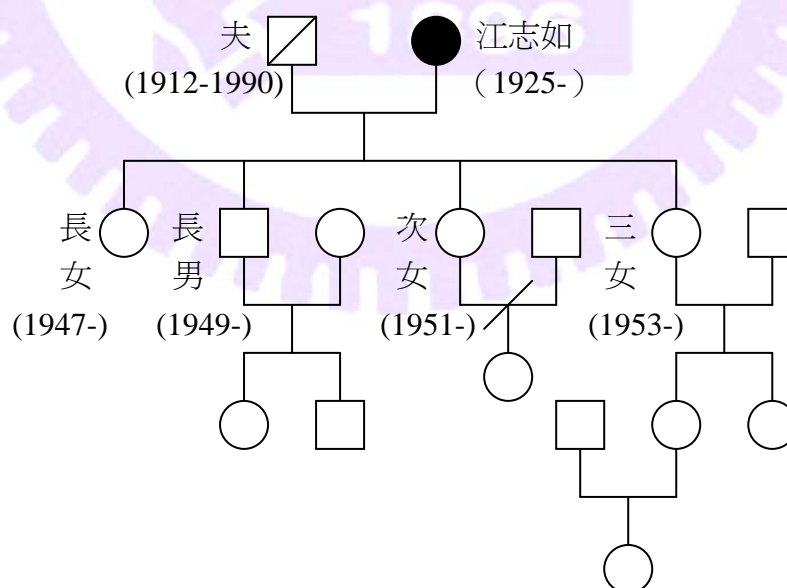 1896
夫
江志如
(1912-1990)
（1925-）
長女
長男
次女
三女
(1947-)
(1949-)
(1951-)
(1953-)